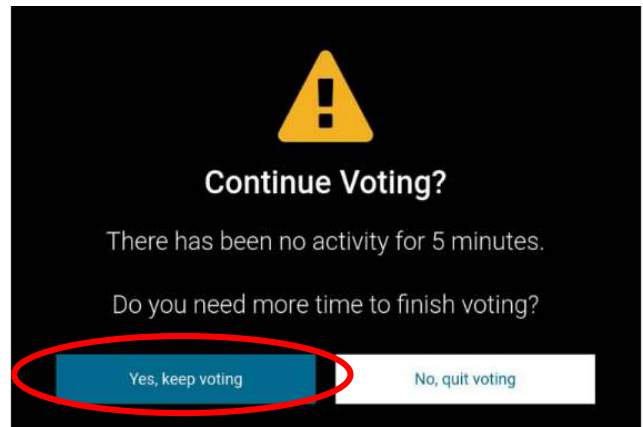 Continue Voting?
There has been no activity for 5 minutes.
Do you need more time to finish voting?
Yes, keep voting
No, quit voting